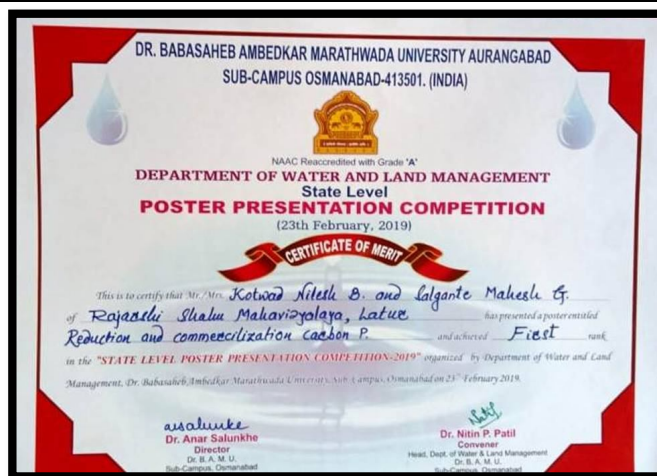 DR. BABASAHEB AMBEDKAR MARATHWADA UNIVERSITY AURANGABAD
SUB-CAMPUS OSMANABAD-413501. (INDIA)
NAAC Reaccredited with Grade 'A'
DEPARTMENT OF WATER AND LAND MANAGEMENT
State Level
POSTER PRESENTATION COMPETITION
(23th February, 2019)
CERTIFICATE OF MERIT
This is to certify that Mr./Mrs. Kotwad Nilesh B. and Salgante Mahesh G.
of Rajarshi Shahu Mahavidyalaya, Latur has presented a poster entitled
Reduction and commercilization carbon P. and achieved First rank
in the "STATE LEVEL POSTER PRESENTATION COMPETITION-2019" organized by Department of Water and Land
Management, Dr. Babasaheb Ambedkar Marathwada University, Sub-Campus, Osmanabad on 23rd February 2019.
Dr. Anar Salunkhe
Director
Dr. B. A. M. U.
Sub-Campus, Osmanabad
Dr. Nitin P. Patil
Convener
Head, Dept. of Water & Land Management
Dr. B. A. M. U.
Sub-Campus, Osmanabad